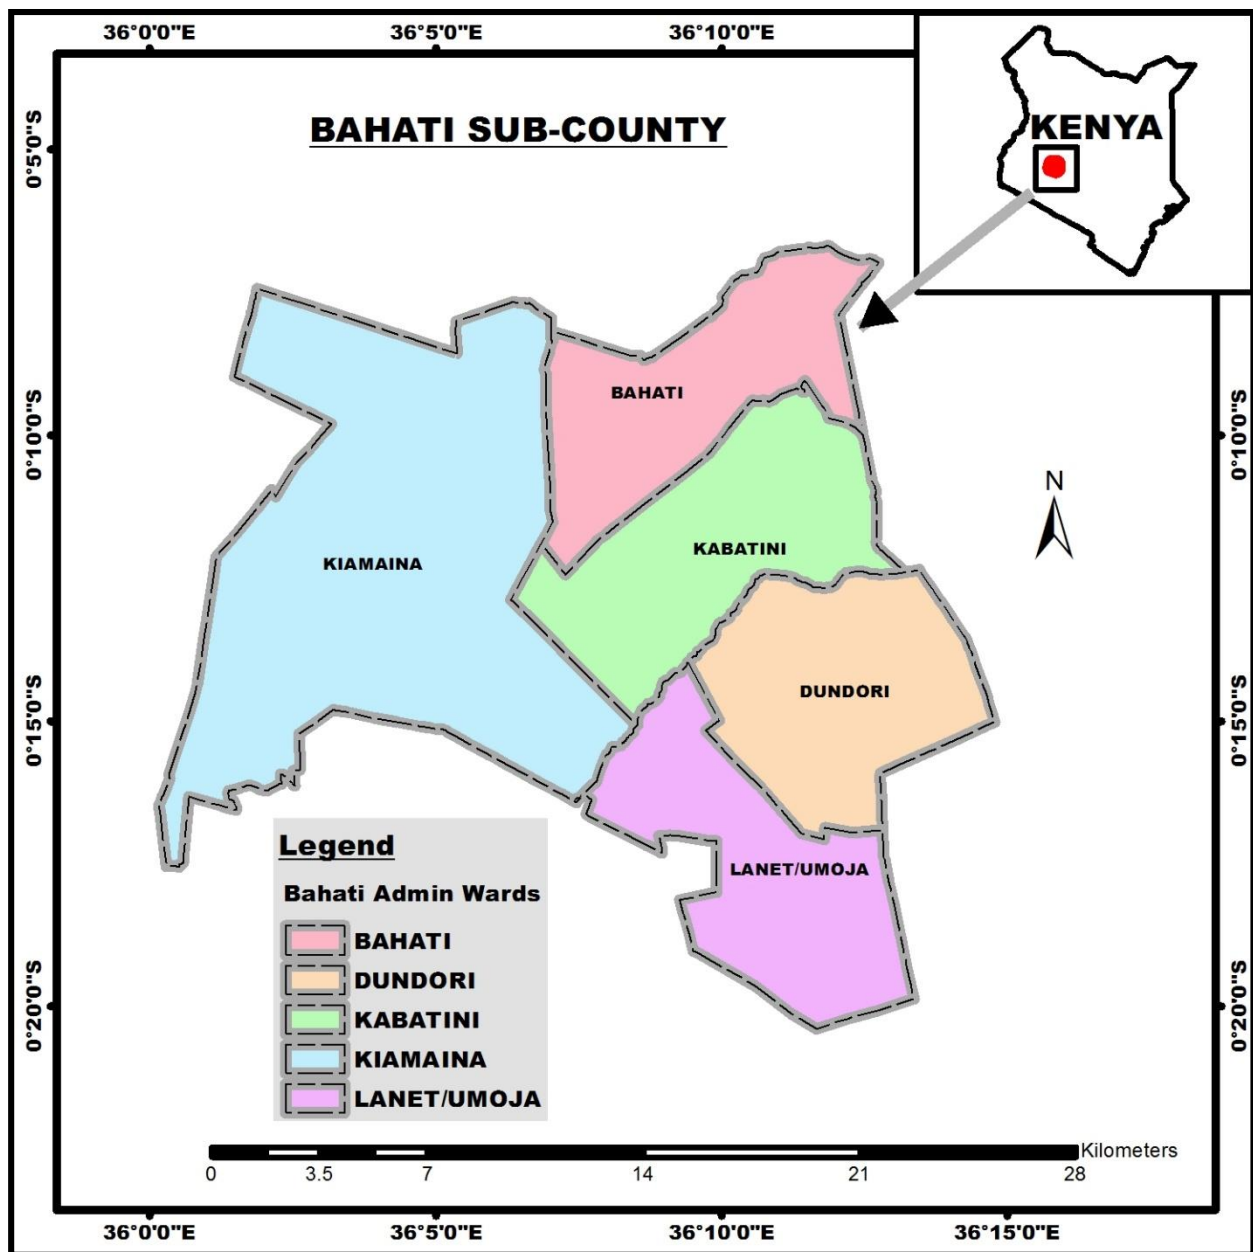 36°0'0"E 36°5'0"E 36°10'0"E
KENYA
BAHATI SUB-COUNTY
0°5'0"S
0°10'0"S 0°10'0"S
0°15'0"S 0°15'0"S
0°20'0"S 0°20'0"S
BAHATI
N
KABATINI
KIAMAINA
DUNDORI
LANET/UMOJA
Legend
Bahati Admin Wards
BAHATI
DUNDORI
KABATINI
KIAMAINA
LANET/UMOJA
Kilometers
0 3.5 7 14 21 28
36°0'0"E 36°5'0"E 36°10'0"E 36°15'0"E